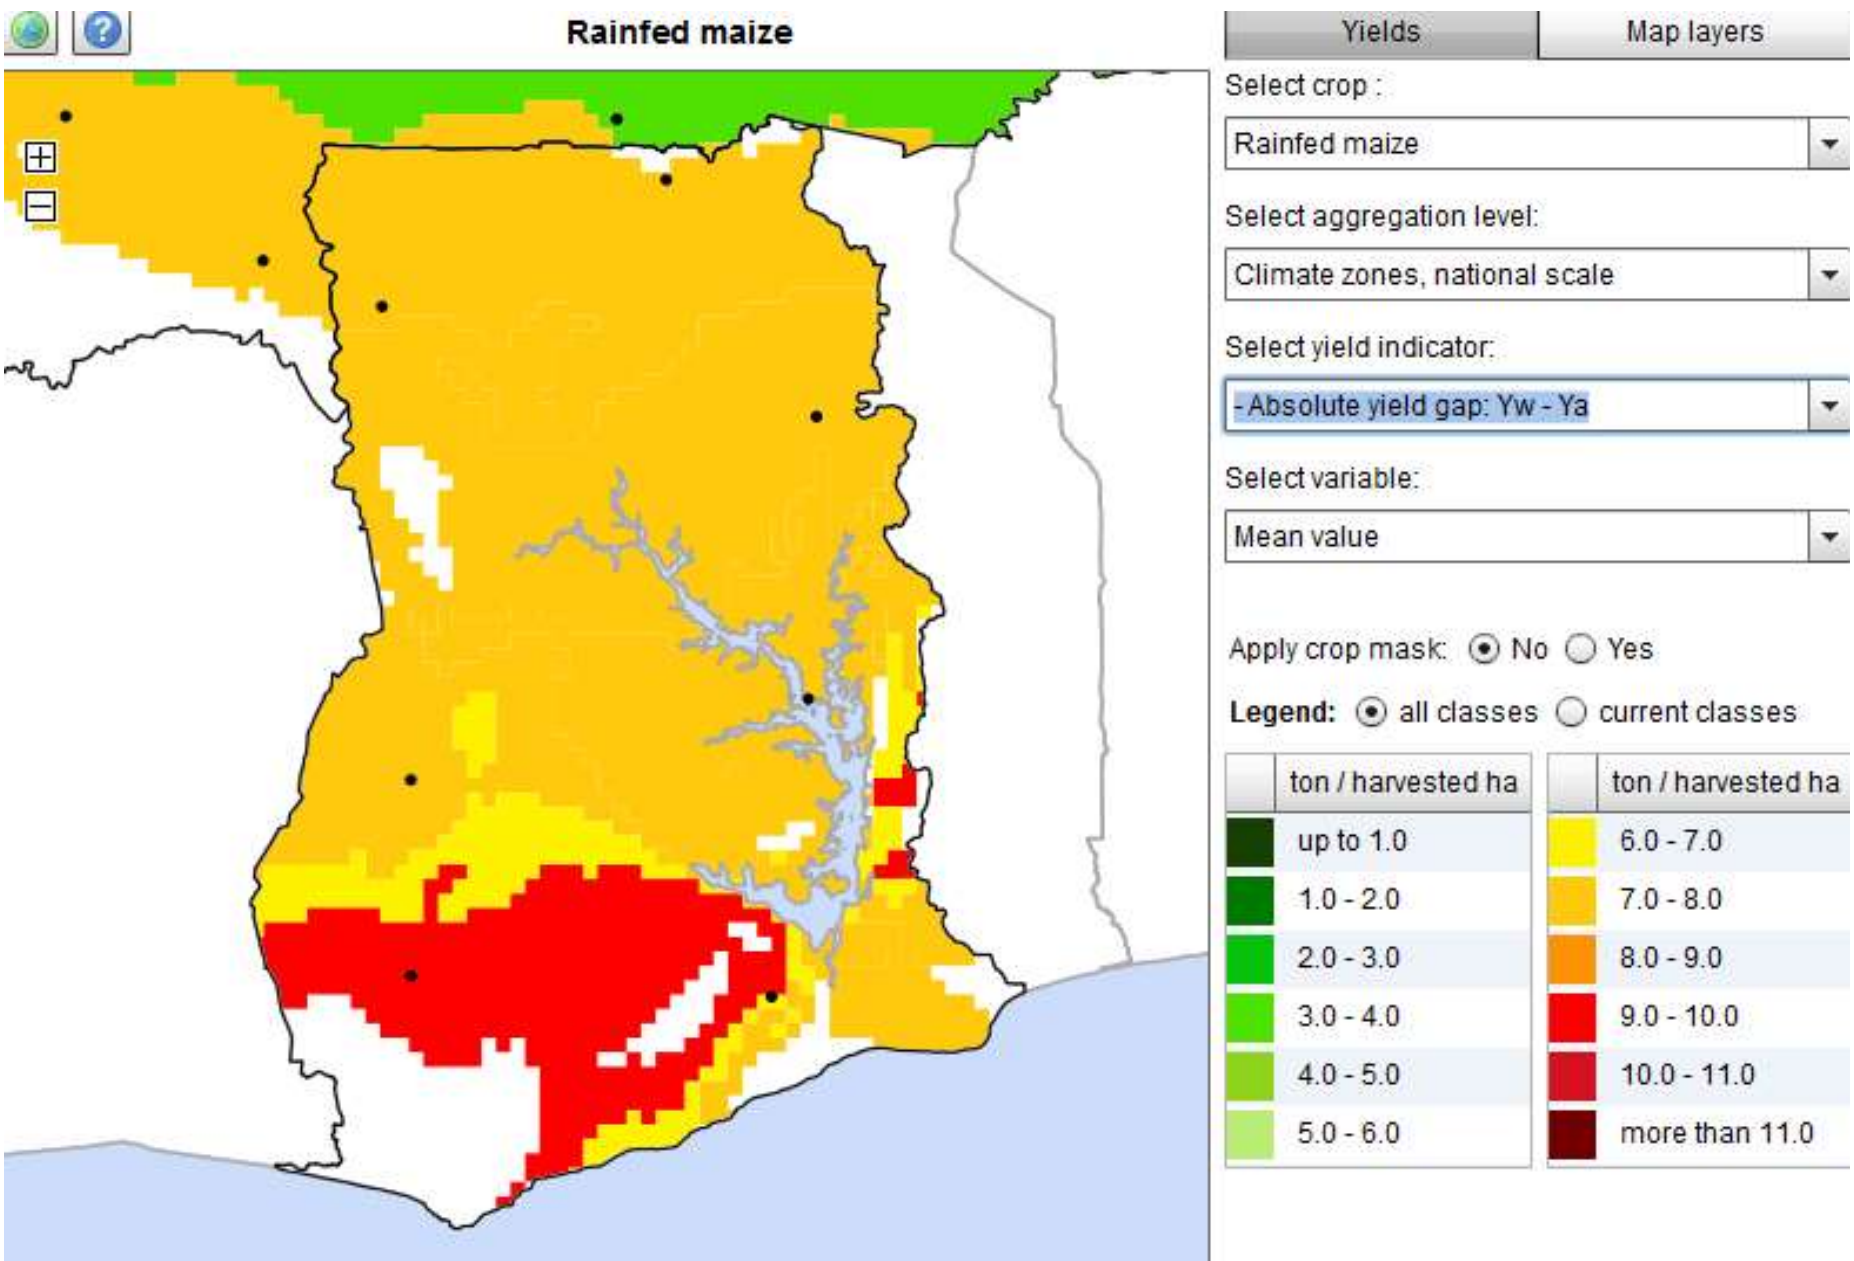 ?
Rainfed maize
Yields
Map layers
Select crop :
Rainfed maize
Select aggregation level:
Climate zones, national scale
Select yield indicator:
- Absolute yield gap: Yw - Ya
Select variable:
Mean value
Apply crop mask: No Yes
Legend: all classes current classes
ton / harvested ha
up to 1.0
1.0 - 2.0
2.0 - 3.0
3.0 - 4.0
4.0 - 5.0
5.0 - 6.0
ton / harvested ha
6.0 - 7.0
7.0 - 8.0
8.0 - 9.0
9.0 - 10.0
10.0 - 11.0
more than 11.0